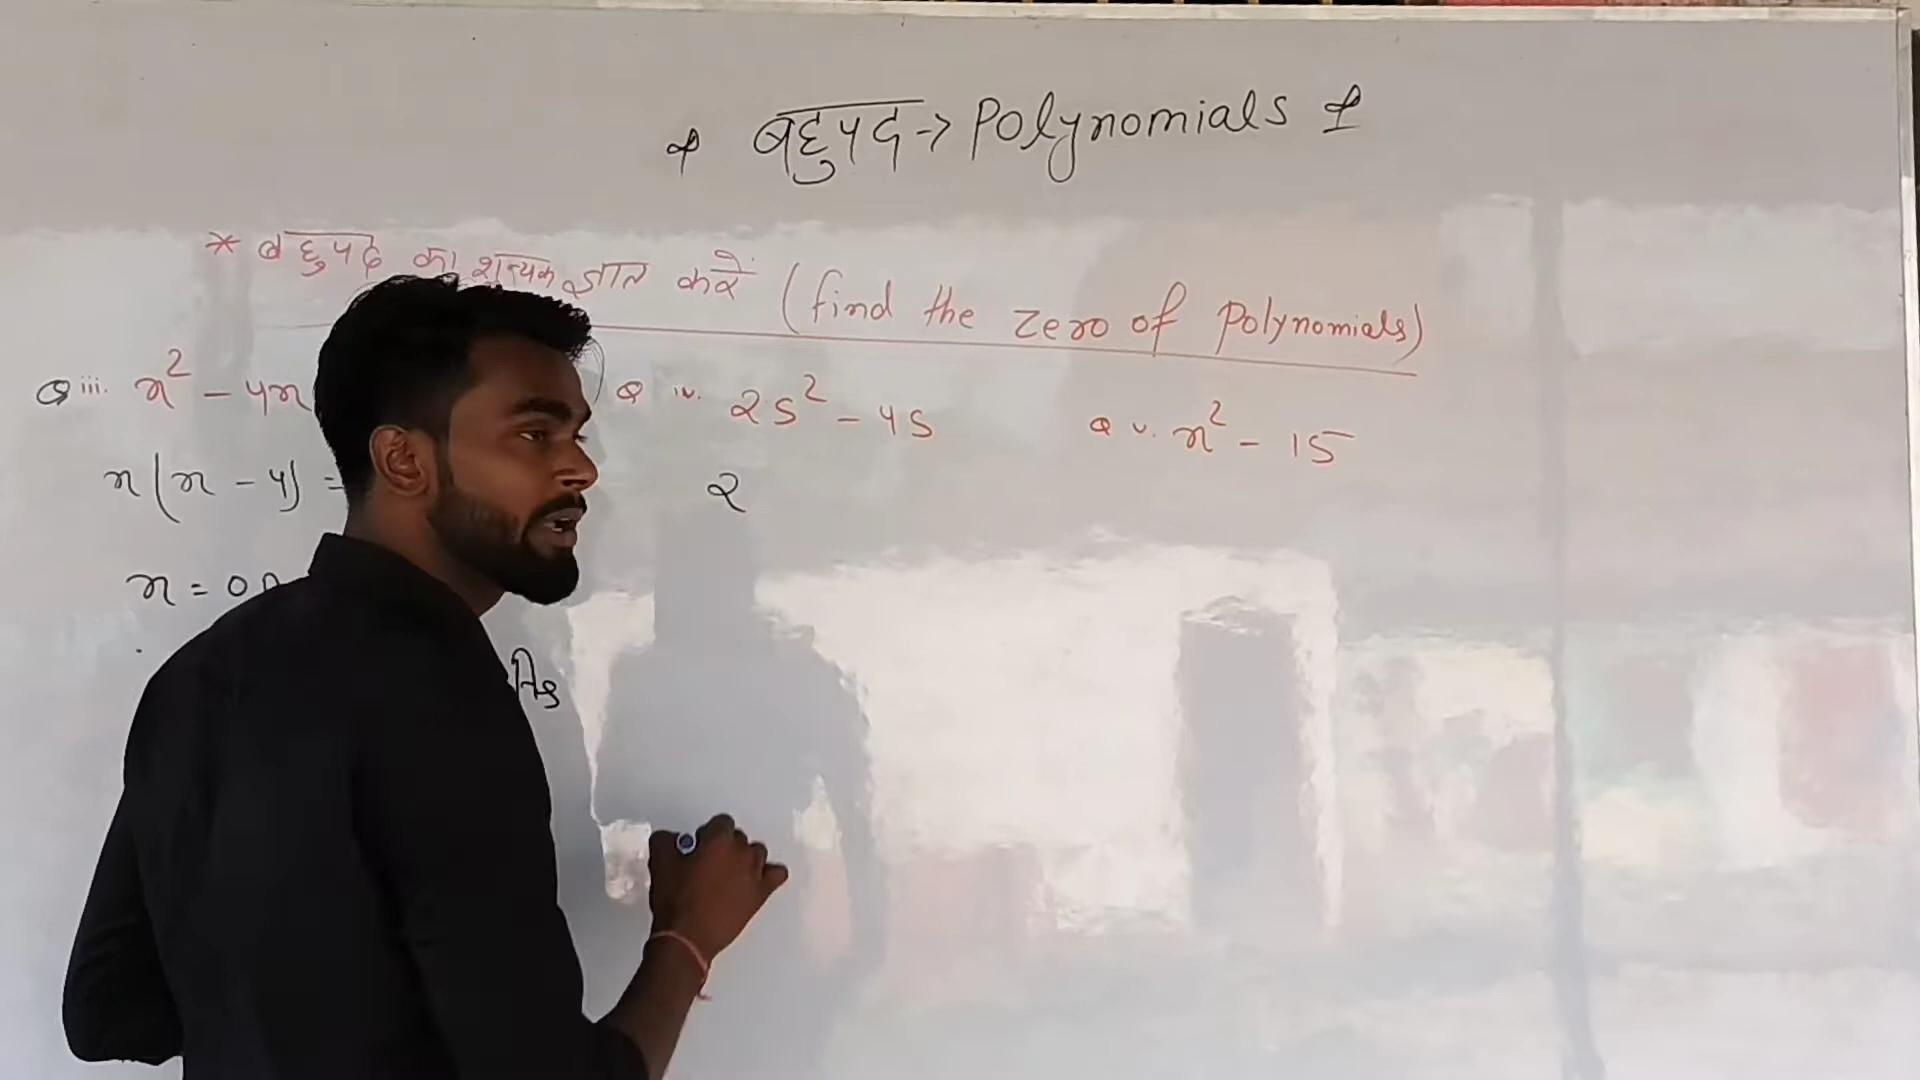 बहुपद -> Polynomials
* बहुपद का शून्यक ज्ञात करें (find the zero of polynomials)
Q iii. x² - 4x
Q iv. 2s² - 4s
Q v. x² - 15
x(x - 4) =
2
x = 0